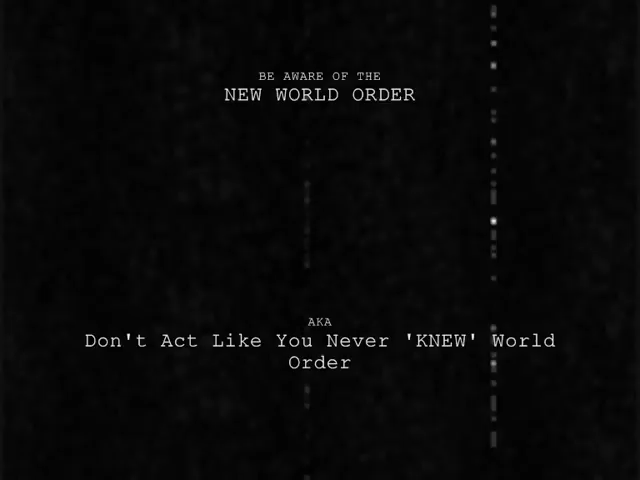 BE AWARE OF THE
NEW WORLD ORDER
AKA
Don't Act Like You Never 'KNEW' World
Order